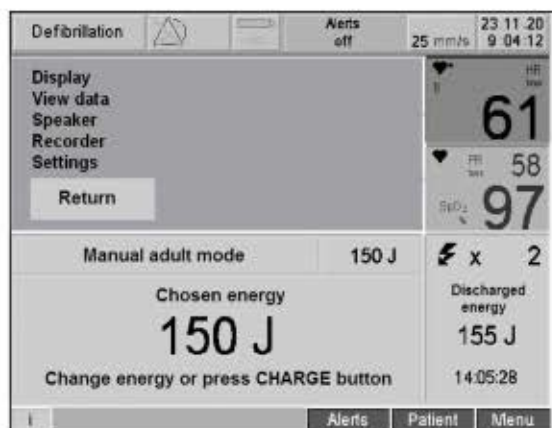 Defibrillation
Alerts
off
25 mm/s
23 11 20
9 04 12
Display
View data
Speaker
Recorder
Settings
Return
HR
61
PR
58
SpO2
%
97
Manual adult mode
150 J
x 2
Chosen energy
150 J
Change energy or press CHARGE button
Discharged
energy
155 J
14:05:28
i
Alerts
Patient
Menu